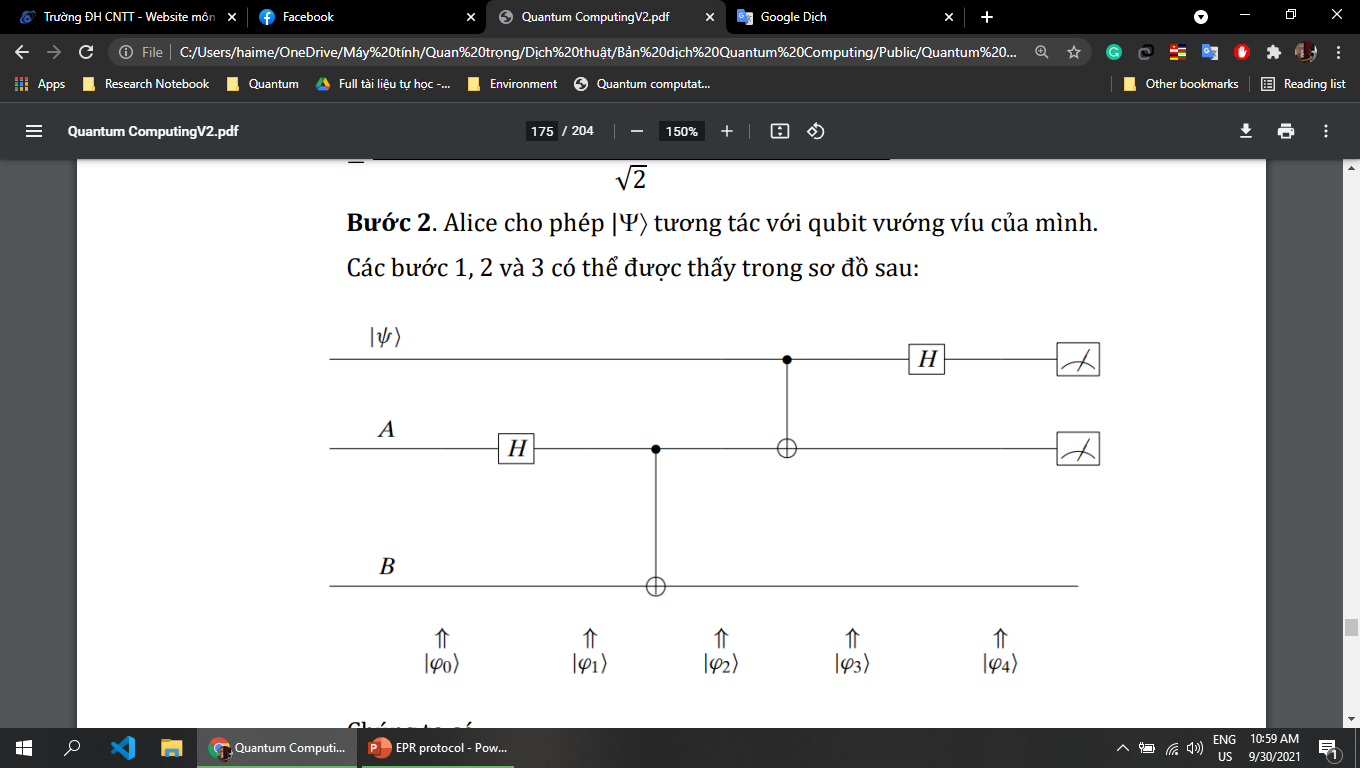 Trường ĐH CNTT - Website môn
Facebook
Quantum ComputingV2.pdf
Google Dịch
File
C:/Users/haime/OneDrive/Máy%20tính/Quan%20trọng/Dịch%20thuật/Bản%20dịch%20Quantum%20Computing/Public/Quantum%20...
Apps
Research Notebook
Quantum
Full tài liệu tự học -...
Environment
Quantum computat...
Other bookmarks
Reading list
Quantum ComputingV2.pdf
175 / 204
150%
√2
Bước 2. Alice cho phép |Ψ⟩ tương tác với qubit vướng víu của mình.
Các bước 1, 2 và 3 có thể được thấy trong sơ đồ sau:
|ψ⟩
H
A
H
B
⇑ ⇑ ⇑ ⇑ ⇑
|φ₀⟩ |φ₁⟩ |φ₂⟩ |φ₃⟩ |φ₄⟩
Quantum Computi...
EPR protocol - Pow...
ENG
US
10:59 AM
9/30/2021
1